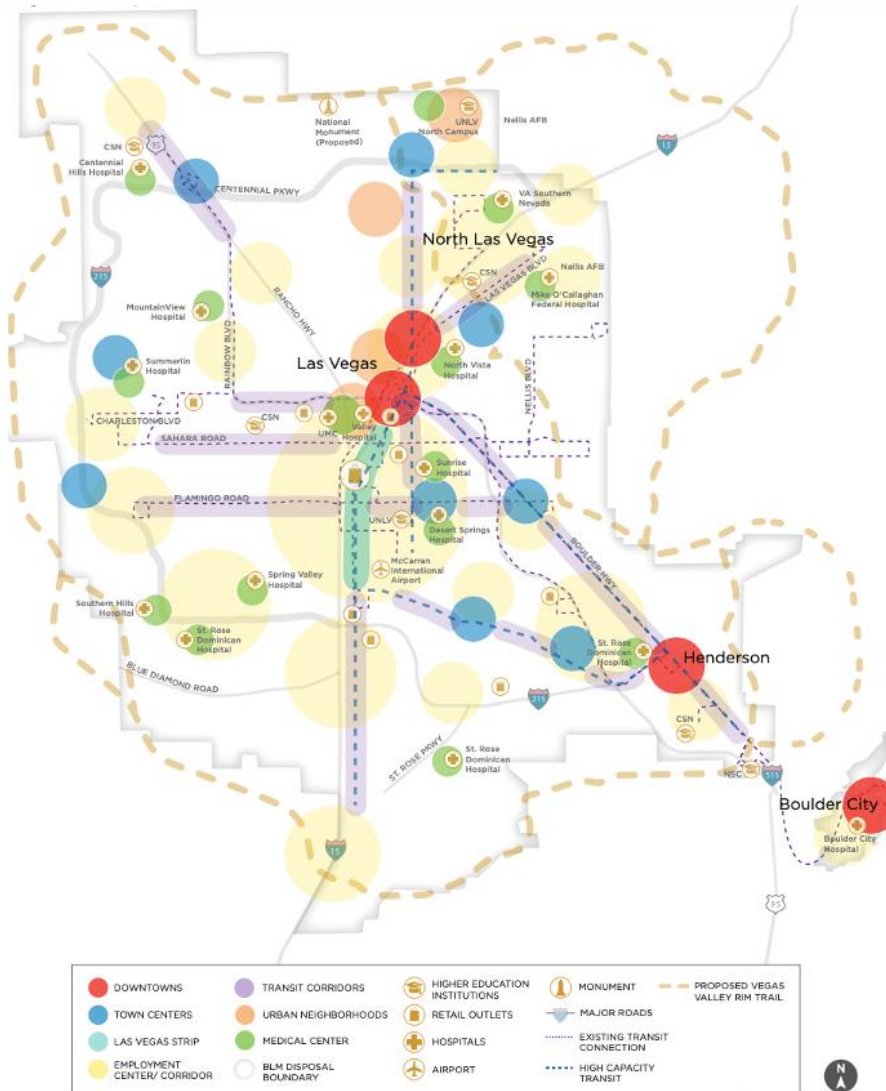 National
Monument
(Proposed)
UNLV
North Campus
Nellis AFB
15
CSN
95
Centennial
Hills Hospital
CENTENNIAL PKWY
VA Southern
Nevada
North Las Vegas
215
CSN
LAS VEGAS BLVD
Nellis AFB
Mike O'Callaghan
Federal Hospital
MountainView
Hospital
RANCHO HWY
RAINBOW BLVD
Las Vegas
North Vista
Hospital
Summerlin
Hospital
NELLIS BLVD
CHARLESTON BLVD
CSN
UMC
Valley
Hospital
SAHARA ROAD
Sunrise
Hospital
FLAMINGO ROAD
UNLV
Desert Springs
Hospital
BOULDER HWY
McCarran
International
Airport
Spring Valley
Hospital
Southern Hills
Hospital
St. Rose
Dominican
Hospital
St. Rose
Dominican
Hospital
Henderson
BLUE DIAMOND ROAD
215
CSN
ST. ROSE PKWY
St. Rose
Dominican
Hospital
NSC
515
Boulder City
Boulder City
Hospital
15
95
DOWNTOWNS
TOWN CENTERS
LAS VEGAS STRIP
EMPLOYMENT
CENTER/ CORRIDOR
TRANSIT CORRIDORS
URBAN NEIGHBORHOODS
MEDICAL CENTER
BLM DISPOSAL
BOUNDARY
HIGHER EDUCATION
INSTITUTIONS
RETAIL OUTLETS
HOSPITALS
AIRPORT
MONUMENT
MAJOR ROADS
EXISTING TRANSIT
CONNECTION
HIGH CAPACITY
TRANSIT
PROPOSED VEGAS
VALLEY RIM TRAIL
N